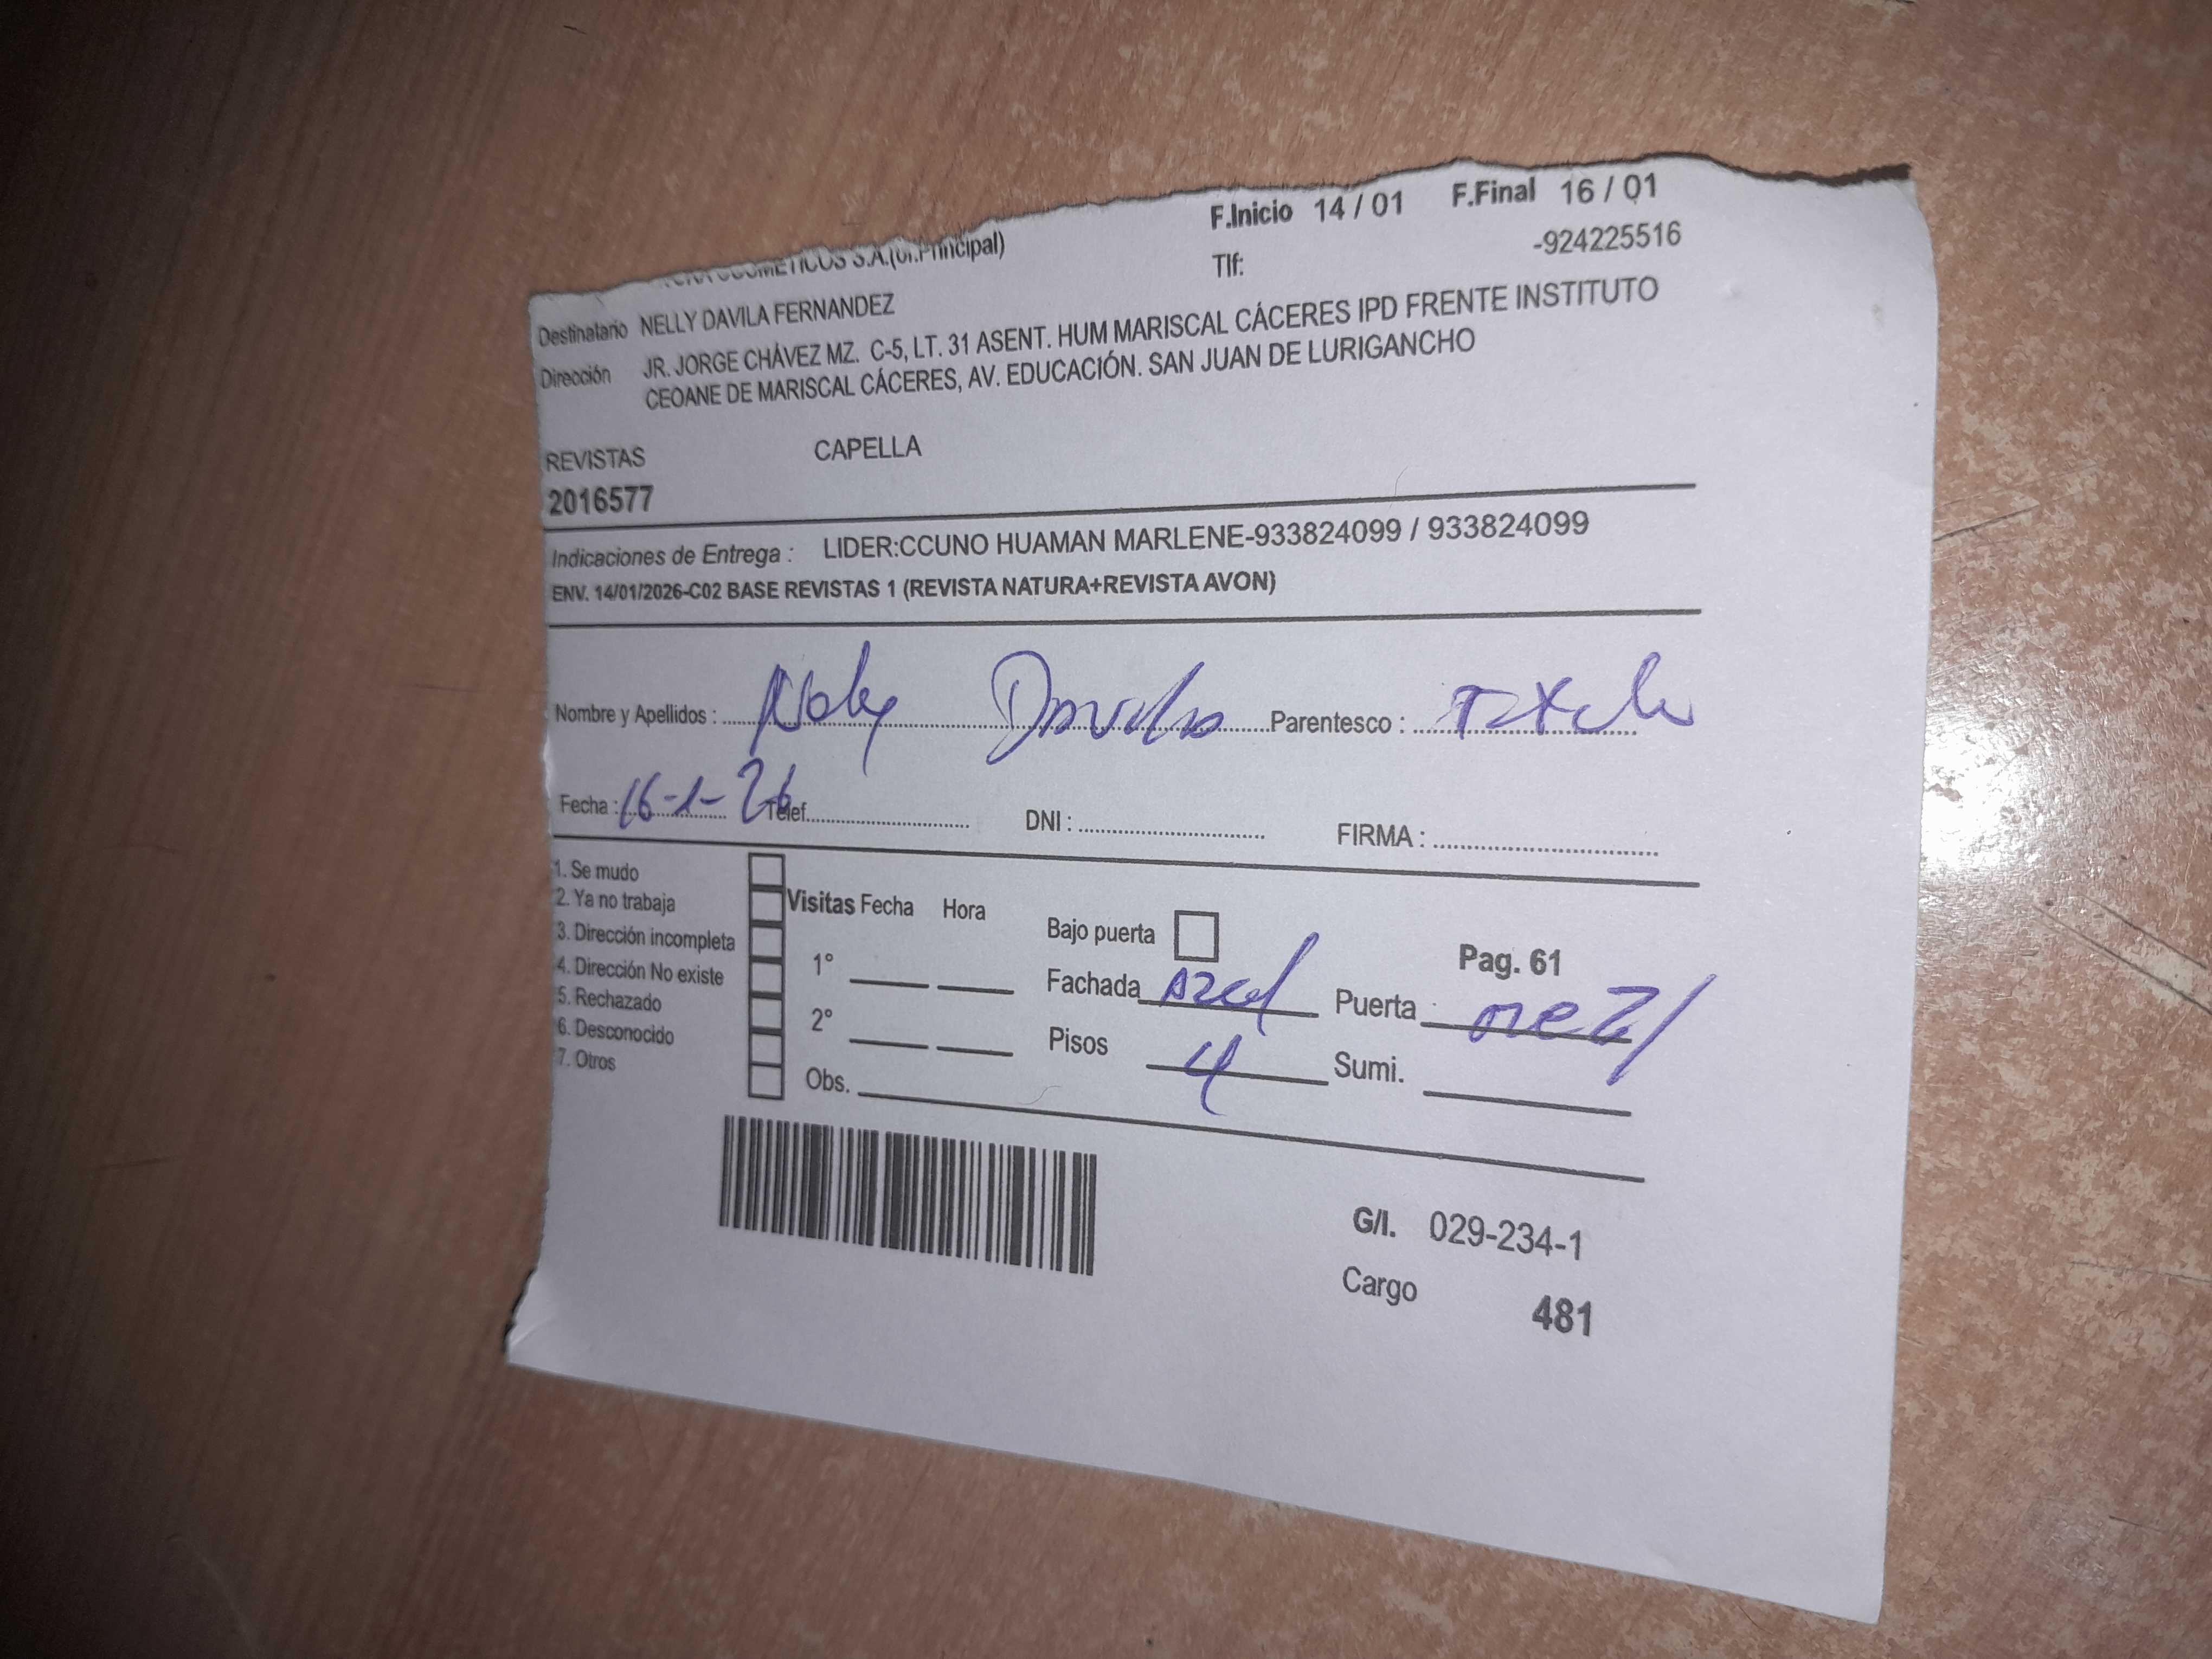 F.Inicio 14 / 01 F.Final 16 / 01
COSMETICOS S.A.(Of.Principal) Tlf: -924225516
Destinatario NELLY DAVILA FERNANDEZ
Dirección JR. JORGE CHÁVEZ MZ. C-5, LT. 31 ASENT. HUM MARISCAL CÁCERES IPD FRENTE INSTITUTO
CEOANE DE MARISCAL CÁCERES, AV. EDUCACIÓN. SAN JUAN DE LURIGANCHO
REVISTAS CAPELLA
2016577
Indicaciones de Entrega : LIDER:CCUNO HUAMAN MARLENE-933824099 / 933824099
ENV. 14/01/2026-C02 BASE REVISTAS 1 (REVISTA NATURA+REVISTA AVON)
Nombre y Apellidos : Nely Davila Parentesco :
Fecha : 16-1-26 Telef. DNI : FIRMA :
1. Se mudo
2. Ya no trabaja Visitas Fecha Hora Bajo puerta Pag. 61
3. Dirección incompleta
4. Dirección No existe 1° Fachada Azul Puerta
5. Rechazado
6. Desconocido 2° Pisos 4 Sumi.
7. Otros Obs.
G/I. 029-234-1
Cargo 481